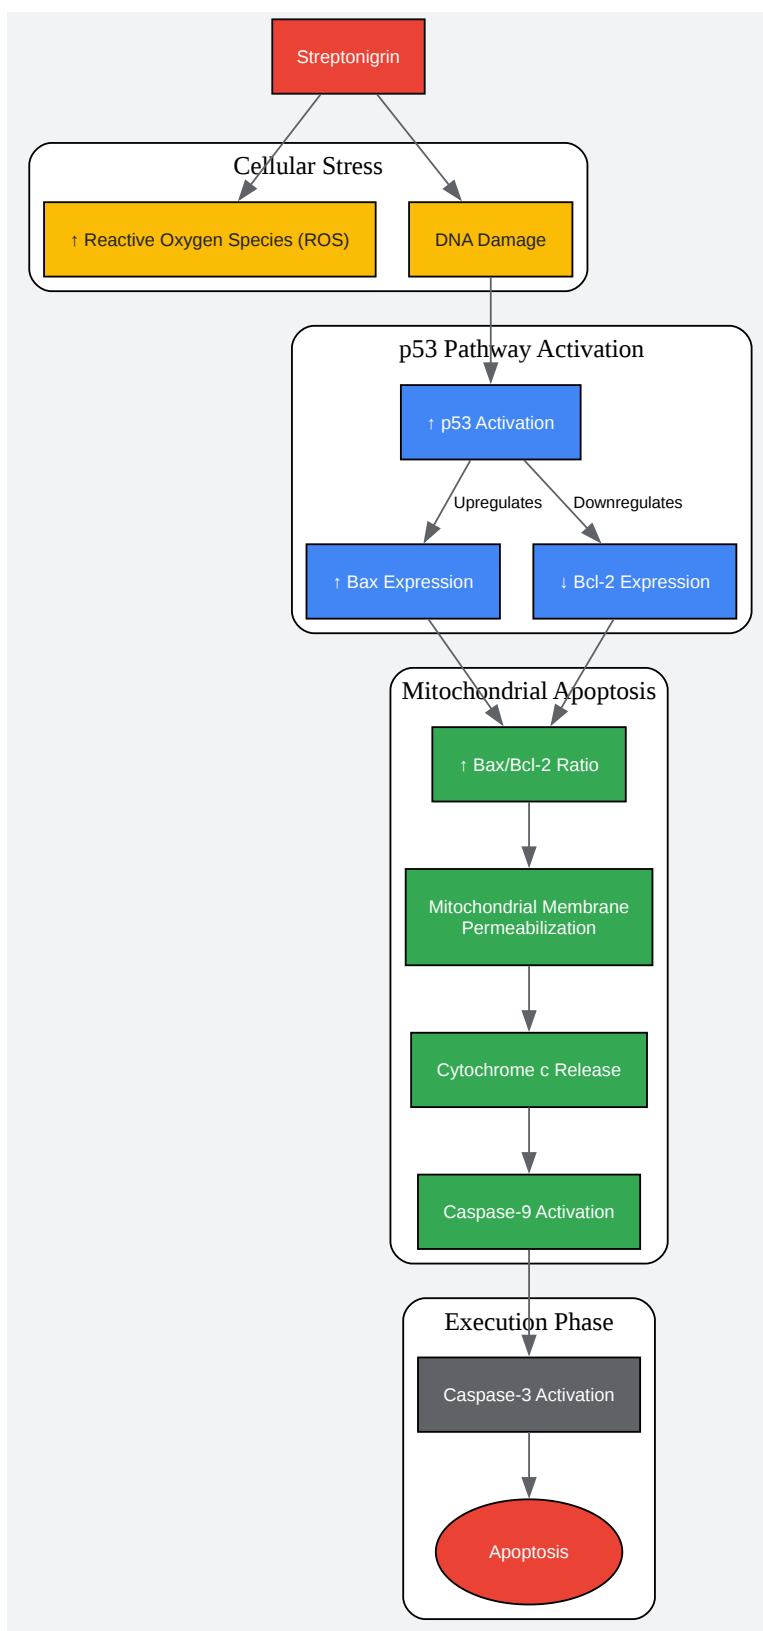 Streptonigrin
Cellular Stress
↑ Reactive Oxygen Species (ROS)
DNA Damage
p53 Pathway Activation
↑ p53 Activation
Upregulates
Downregulates
↑ Bax Expression
↓ Bcl-2 Expression
Mitochondrial Apoptosis
↑ Bax/Bcl-2 Ratio
Mitochondrial Membrane
Permeabilization
Cytochrome c Release
Caspase-9 Activation
Execution Phase
Caspase-3 Activation
Apoptosis